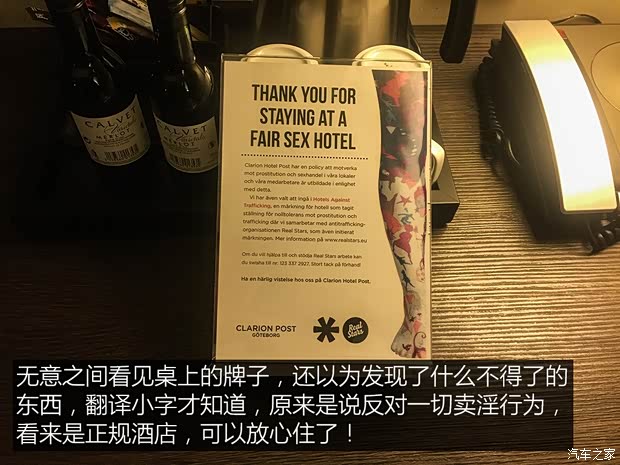 CALVET
MERLOT
CALVET
MERLOT
THANK YOU FOR
STAYING AT A
FAIR SEX HOTEL
Clarion Hotel Post har en policy att motverka
mot prostitution och sexhandel i våra lokaler
och våra medarbetare är utbildade i enlighet
med detta.
Vi har även valt att ingå i Hotels Against
Trafficking, en märkning för hotell som tagit
ställning för nolltolerans mot prostitution och
trafficking där vi samarbetar med antitrafficking-
organisationen Real Stars, som även initierat
märkningen. Mer information på www.realstars.eu
Om du vill hjälpa till och stödja Real Stars arbete kan
du swisha till nr: 123 337 2927. Stort tack på förhand!
Ha en härlig vistelse hos oss på Clarion Hotel Post.
CLARION POST
GÖTEBORG
Real
Stars
无意之间看见桌上的牌子，还以为发现了什么不得了的
东西，翻译小字才知道，原来是说反对一切卖淫行为，
看来是正规酒店，可以放心住了！
汽车之家